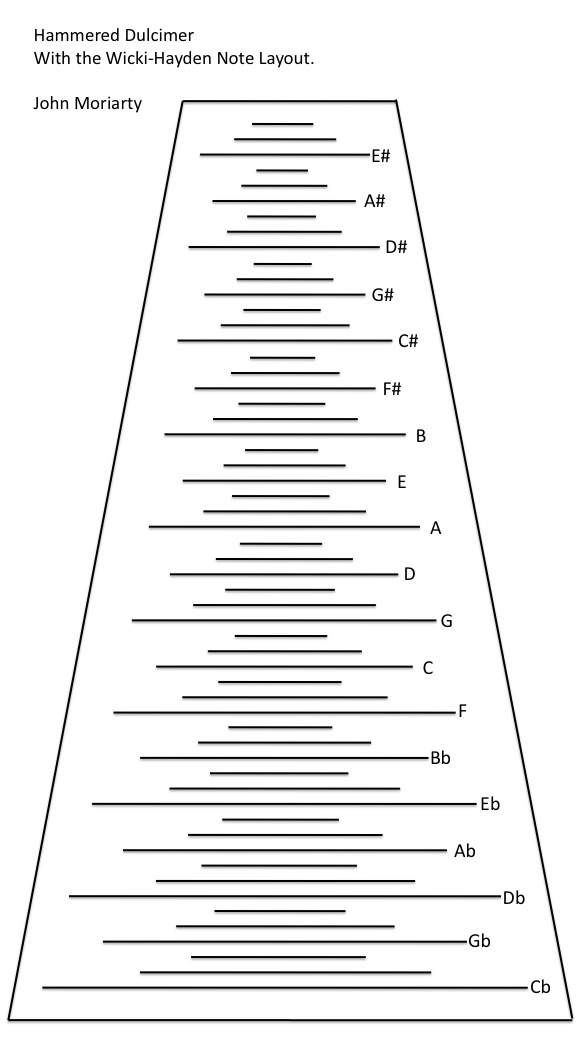 Hammered Dulcimer
With the Wicki-Hayden Note Layout.
John Moriarty
E#
A#
D#
G#
C#
F#
B
E
A
D
G
C
F
Bb
Eb
Ab
Db
Gb
Cb